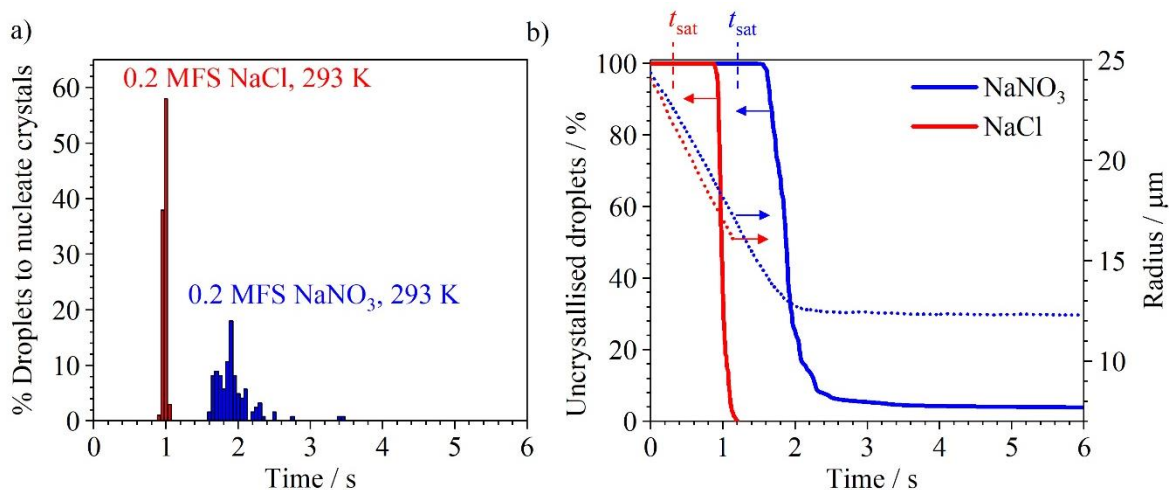 a)
0.2 MFS NaCl, 293 K
0.2 MFS NaNO₃, 293 K
% Droplets to nucleate crystals
60
50
40
30
20
10
0
0 1 2 3 4 5 6
Time / s
b)
t_sat t_sat
NaNO₃
NaCl
Uncrystallised droplets / %
100
80
60
40
20
0
25
20
15
10
Radius / µm
0 1 2 3 4 5 6
Time / s